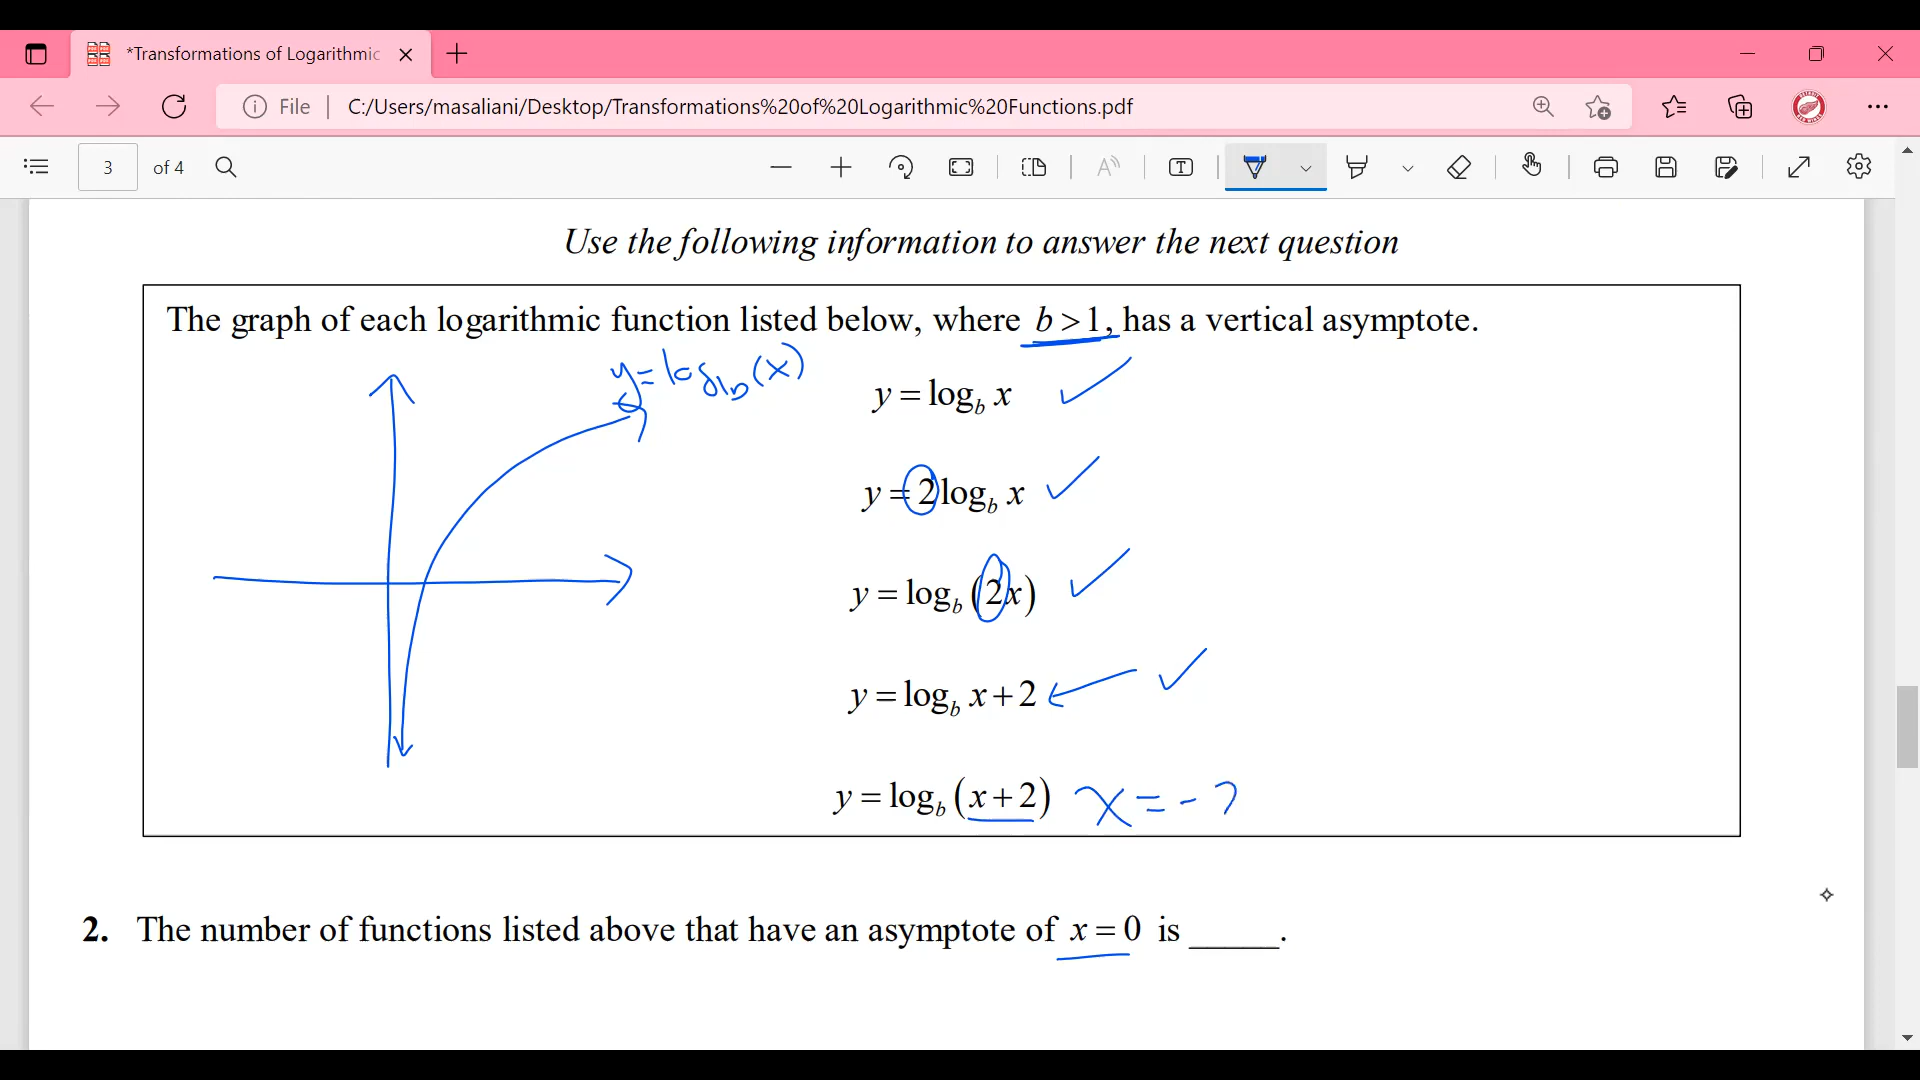 *Transformations of Logarithmic
File
C:/Users/masaliani/Desktop/Transformations%20of%20Logarithmic%20Functions.pdf
3 of 4
Use the following information to answer the next question
The graph of each logarithmic function listed below, where b > 1, has a vertical asymptote.
y = log_b(x)
y = log_b x
y = 2 log_b x
y = log_b (2x)
y = log_b x + 2
y = log_b (x + 2) x = -2
2. The number of functions listed above that have an asymptote of x = 0 is _____.